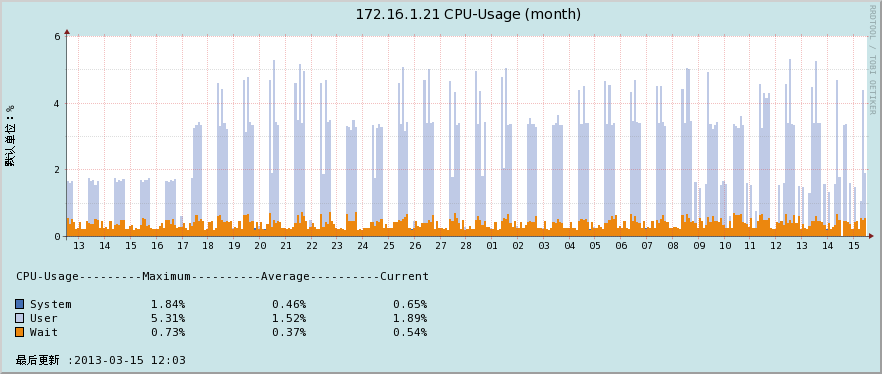 172.16.1.21 CPU-Usage (month)
RRDTOOL / TOBI OETIKER
默认单位：%
6
4
2
0
13 14 15 16 17 18 19 20 21 22 23 24 25 26 27 28 01 02 03 04 05 06 07 08 09 10 11 12 13 14 15
CPU-Usage---------Maximum----------Average----------Current
System 1.84% 0.46% 0.65%
User 5.31% 1.52% 1.89%
Wait 0.73% 0.37% 0.54%
最后更新 :2013-03-15 12:03